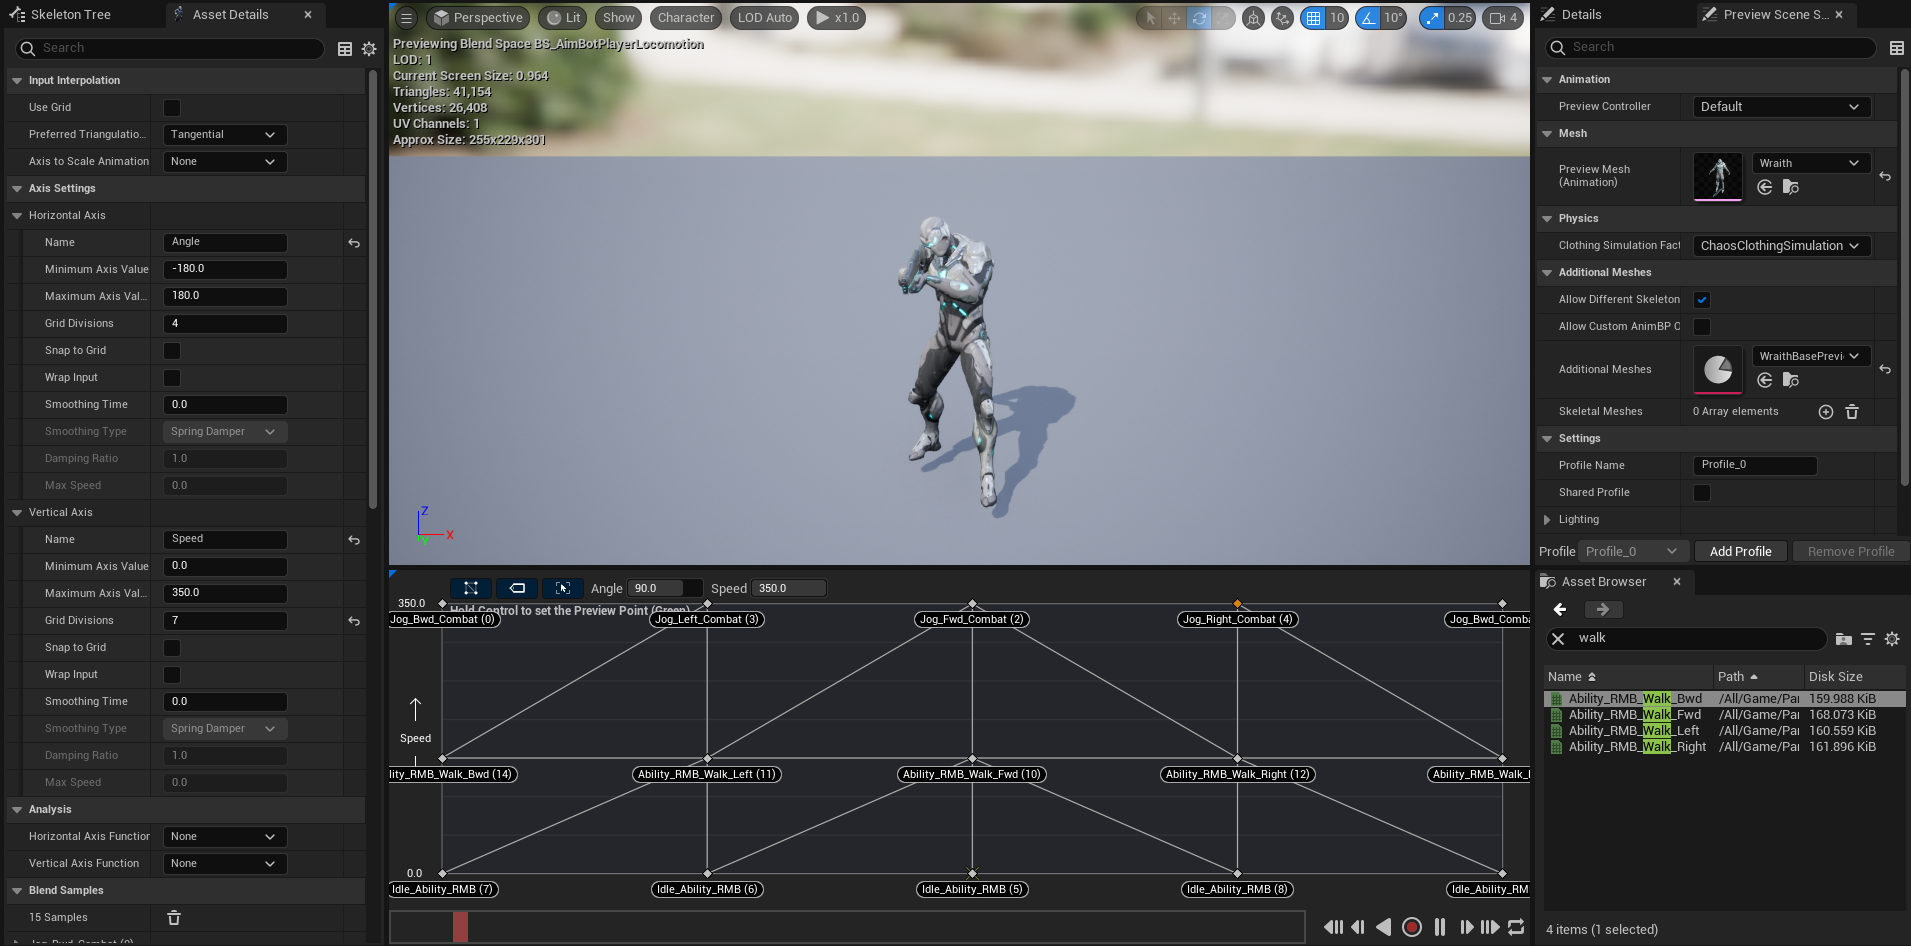 Skeleton Tree
Asset Details
Search
Input Interpolation
Use Grid
Preferred Triangulatio...
Tangential
Axis to Scale Animation
None
Axis Settings
Horizontal Axis
Name
Angle
Minimum Axis Value
-180.0
Maximum Axis Val...
180.0
Grid Divisions
4
Snap to Grid
Wrap Input
Smoothing Time
0.0
Smoothing Type
Spring Damper
Damping Ratio
1.0
Max Speed
0.0
Vertical Axis
Name
Speed
Minimum Axis Value
0.0
Maximum Axis Val...
350.0
Grid Divisions
7
Snap to Grid
Wrap Input
Smoothing Time
0.0
Smoothing Type
Spring Damper
Damping Ratio
1.0
Max Speed
0.0
Analysis
Horizontal Axis Functior
None
Vertical Axis Function
None
Blend Samples
15 Samples
Perspective
Lit
Show
Character
LOD Auto
x1.0
10
10°
0.25
4
Previewing Blend Space BS_AimBotPlayerLocomotion
LOD: 1
Current Screen Size: 0.964
Triangles: 41,154
Vertices: 26,408
UV Channels: 1
Approx Size: 255x229x301
Z
X
Angle
90.0
Speed
350.0
350.0
Hold Control to set the Preview Point (Green)
Jog_Bwd_Combat (0)
Jog_Left_Combat (3)
Jog_Fwd_Combat (2)
Jog_Right_Combat (4)
Jog_Bwd_Comba
Speed
lity_RMB_Walk_Bwd (14)
Ability_RMB_Walk_Left (11)
Ability_RMB_Walk_Fwd (10)
Ability_RMB_Walk_Right (12)
Ability_RMB_Walk_
0.0
Idle_Ability_RMB (7)
Idle_Ability_RMB (6)
Idle_Ability_RMB (5)
Idle_Ability_RMB (8)
Idle_Ability_RM
Details
Preview Scene S...
Search
Animation
Preview Controller
Default
Mesh
Preview Mesh
(Animation)
Wraith
Physics
Clothing Simulation Fact
ChaosClothingSimulation
Additional Meshes
Allow Different Skeleton
Allow Custom AnimBP O
Additional Meshes
WraithBasePrevi
Skeletal Meshes
0 Array elements
Settings
Profile Name
Profile_0
Shared Profile
Lighting
Profile
Profile_0
Add Profile
Remove Profile
Asset Browser
walk
Name
Path
Disk Size
Ability_RMB_Walk_Bwd /All/Game/Par 159.988 KiB
Ability_RMB_Walk_Fwd /All/Game/Par 168.073 KiB
Ability_RMB_Walk_Left /All/Game/Par 160.559 KiB
Ability_RMB_Walk_Right /All/Game/Par 161.896 KiB
4 items (1 selected)